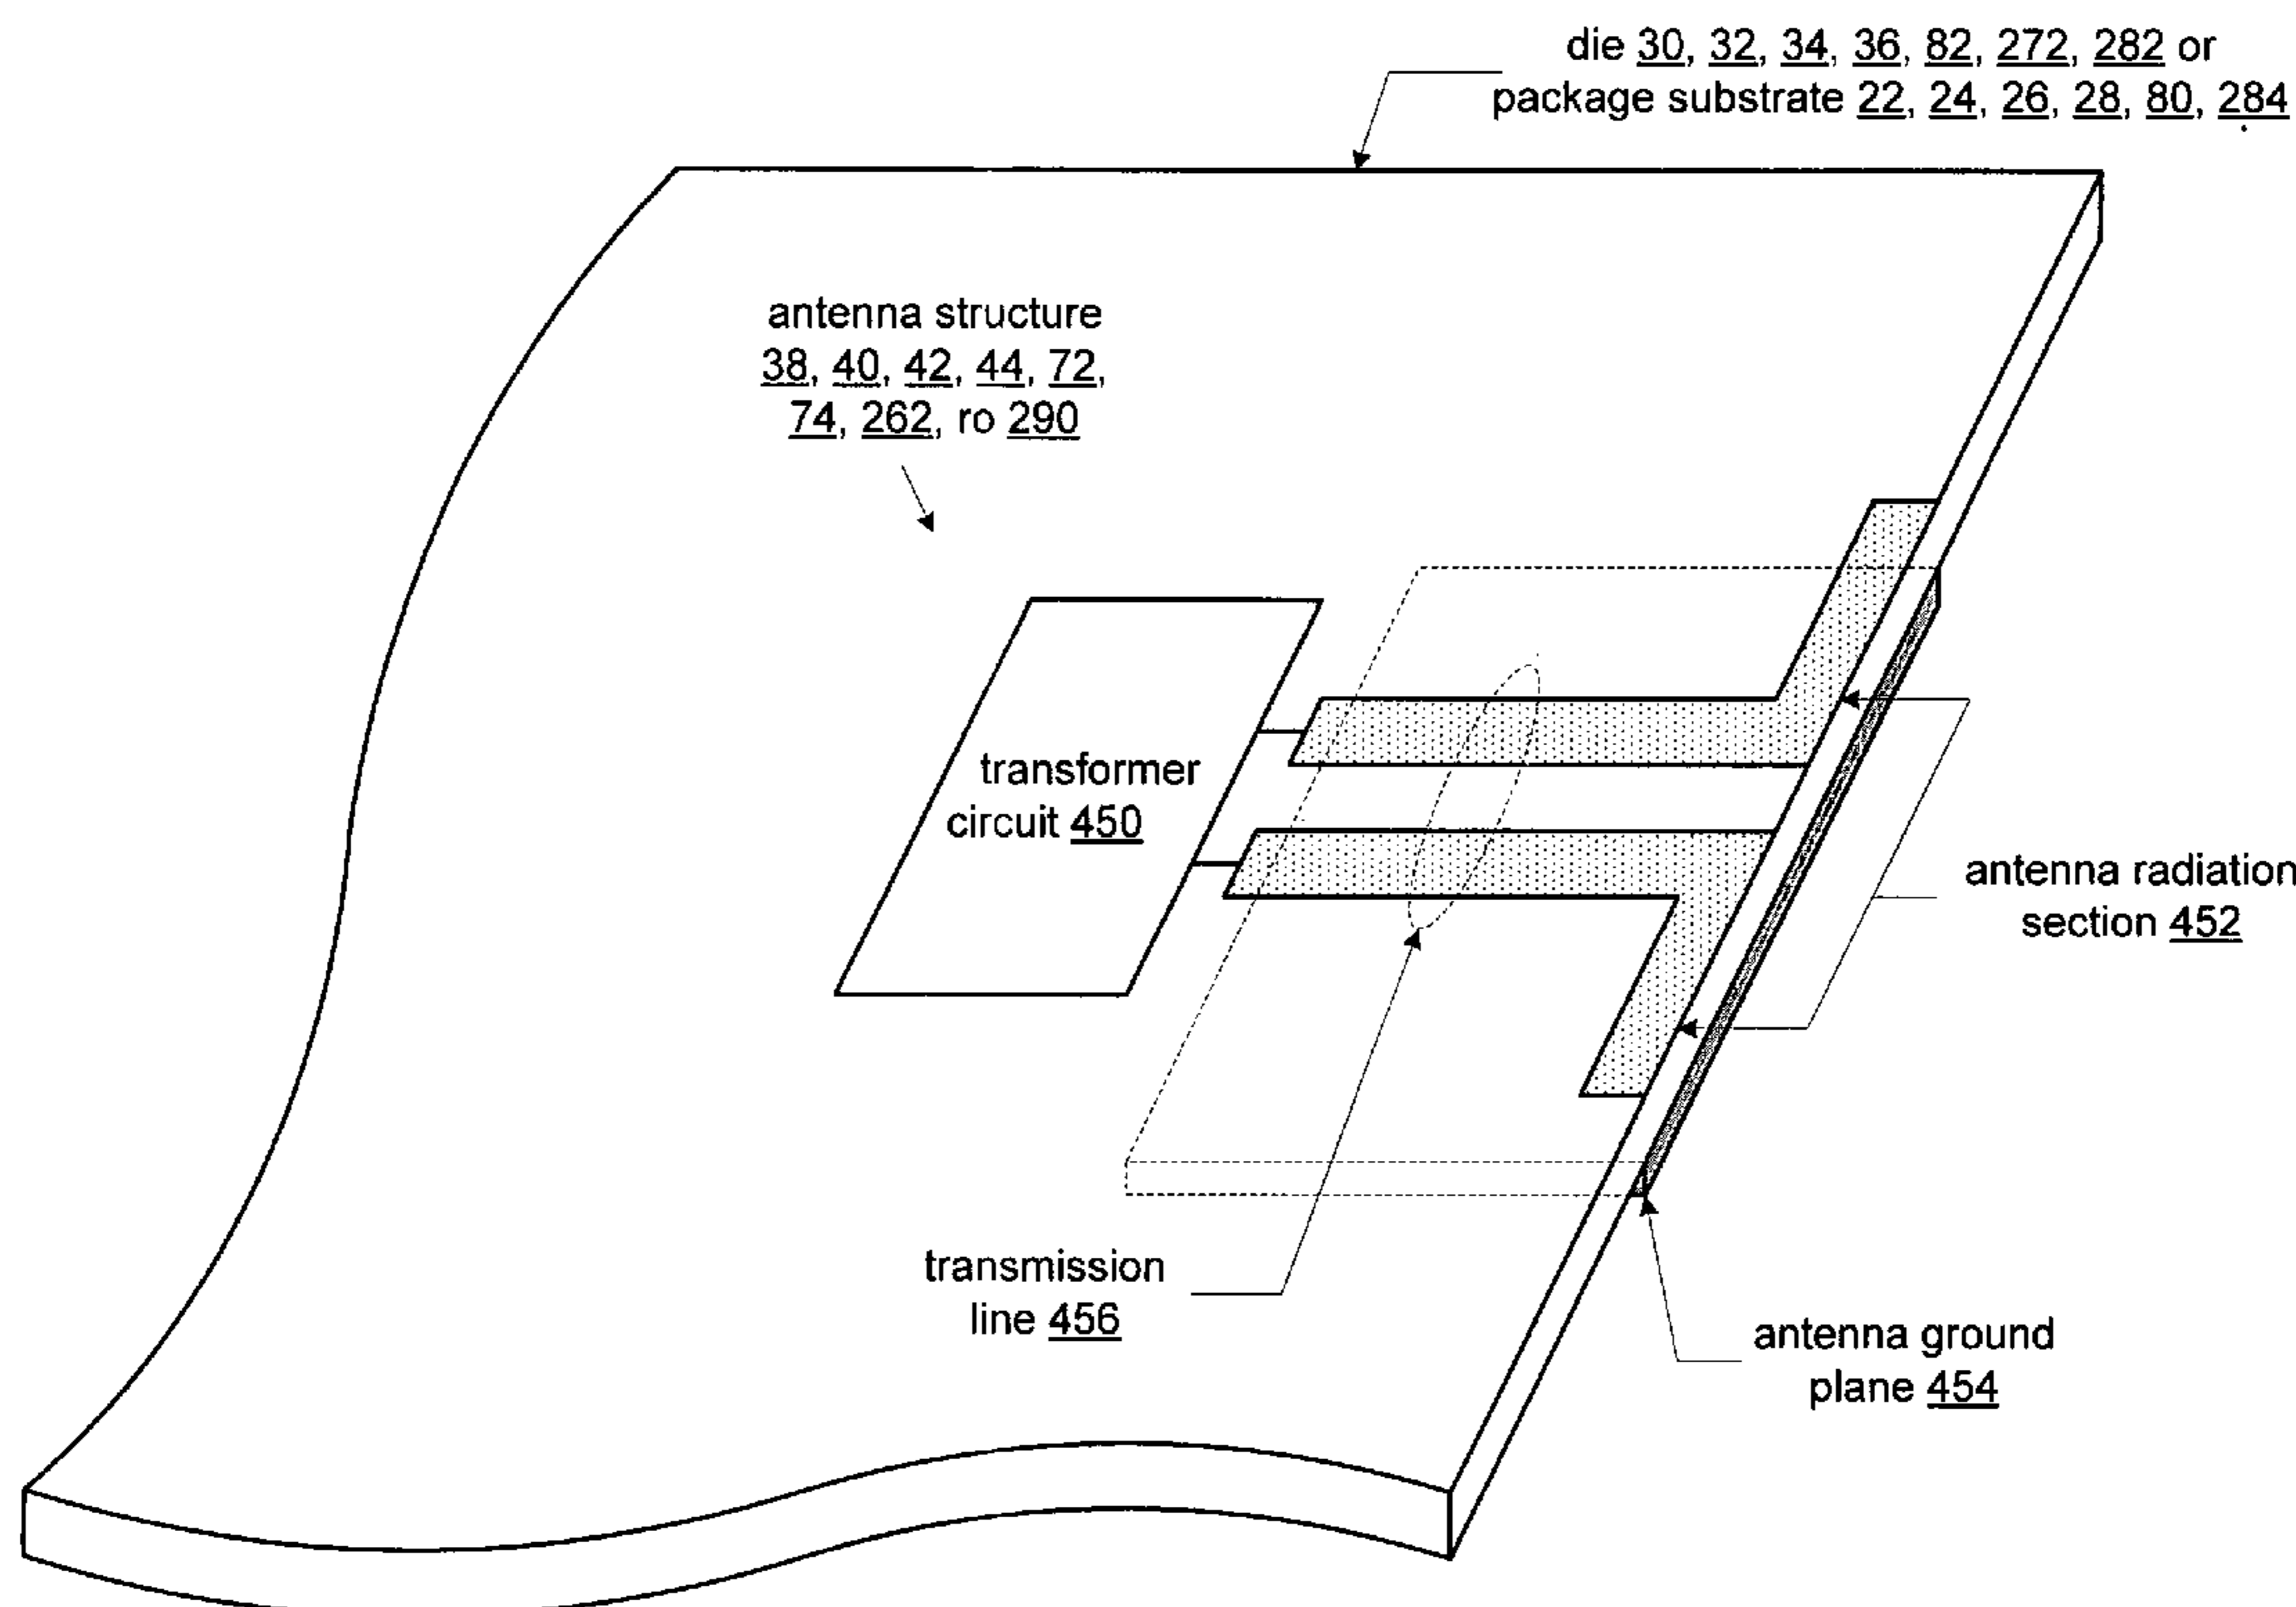 die 30, 32, 34, 36, 82, 272, 282 or
package substrate 22, 24, 26, 28, 80, 284
antenna structure
38, 40, 42, 44, 72,
74, 262, ro 290
transformer
circuit 450
antenna radiation
section 452
transmission
line 456
antenna ground
plane 454